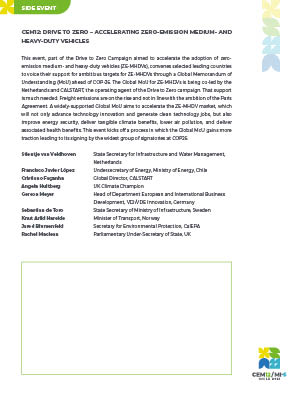 SIDE EVENT
CEM12: DRIVE TO ZERO – ACCELERATING ZERO-EMISSION MEDIUM- AND
HEAVY-DUTY VEHICLES
This event, part of the Drive to Zero Campaign aimed to accelerate the adoption of zero-
emission medium- and heavy-duty vehicles (ZE-MHDVs), convenes selected leading countries
to voice their support for ambitious targets for ZE-MHDVs through a Global Memorandum of
Understanding (MoU) ahead of COP26. The Global MoU for ZE-MHDVs is being co-led by the
Netherlands and CALSTART, the operating agent of the Drive to Zero campaign. That support
is much needed. Freight emissions are on the rise and not in line with the ambition of the Paris
Agreement. A widely supported Global MoU aims to accelerate the ZE-MHDV market, which
will not only advance technology innovation and generate clean technology jobs, but also
improve energy security, deliver tangible climate benefits, lower air pollution, and deliver
associated health benefits. This event kicks off a process in which the Global MoU gains more
traction leading to its signing by the widest group of signatories at COP26.
Stientje van Veldhoven State Secretary for Infrastructure and Water Management,
Netherlands
Francisco Javier López Undersecretary of Energy, Ministry of Energy, Chile
Cristiano Façanha Global Director, CALSTART
Angela Hultberg UK Climate Champion
Gereon Meyer Head of Department European and International Business
Development, VDI/VDE Innovation, Germany
Sebastian de Toro State Secretary of Ministry of Infrastructure, Sweden
Knut Arild Hareide Minister of Transport, Norway
Jared Blumenfeld Secretary for Environmental Protection, CalEPA
Rachel Maclean Parliamentary Under-Secretary of State, UK
CEM12/MI-6